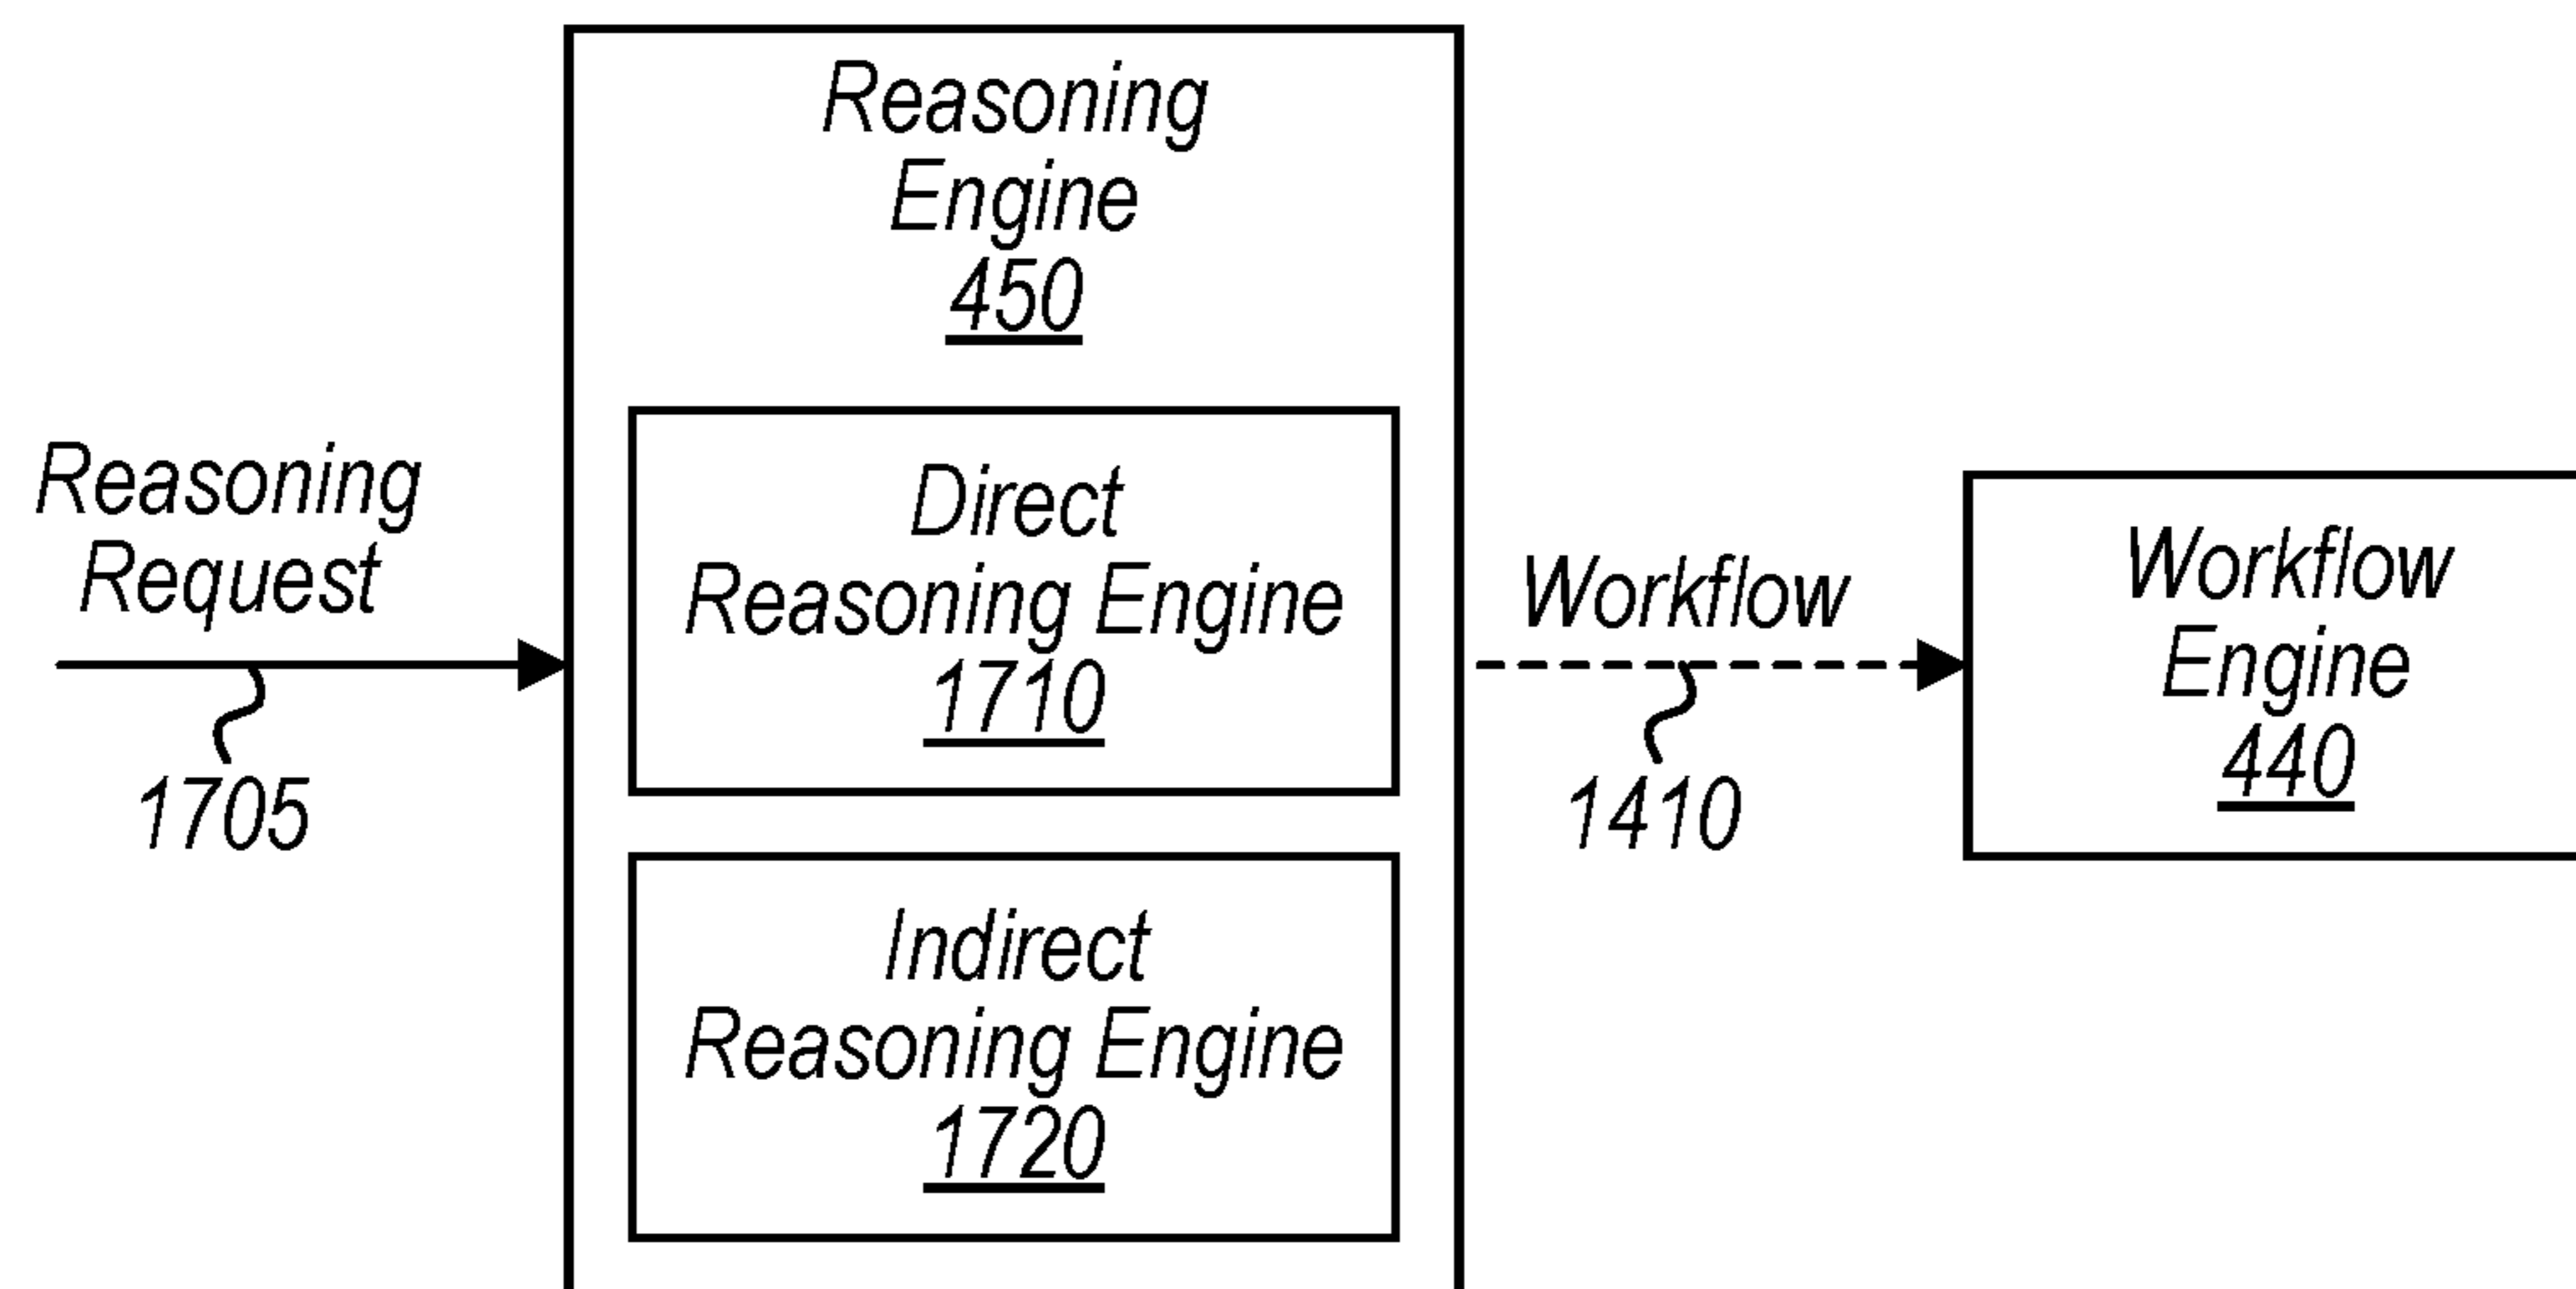 Reasoning
Request
1705
Reasoning
Engine
450
Direct
Reasoning Engine
1710
Indirect
Reasoning Engine
1720
Workflow
1410
Workflow
Engine
440